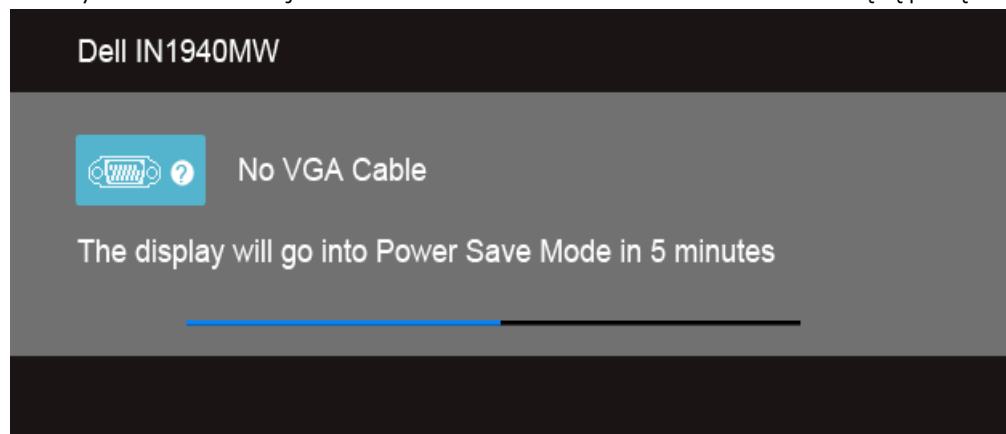 Dell IN1940MW
No VGA Cable
The display will go into Power Save Mode in 5 minutes